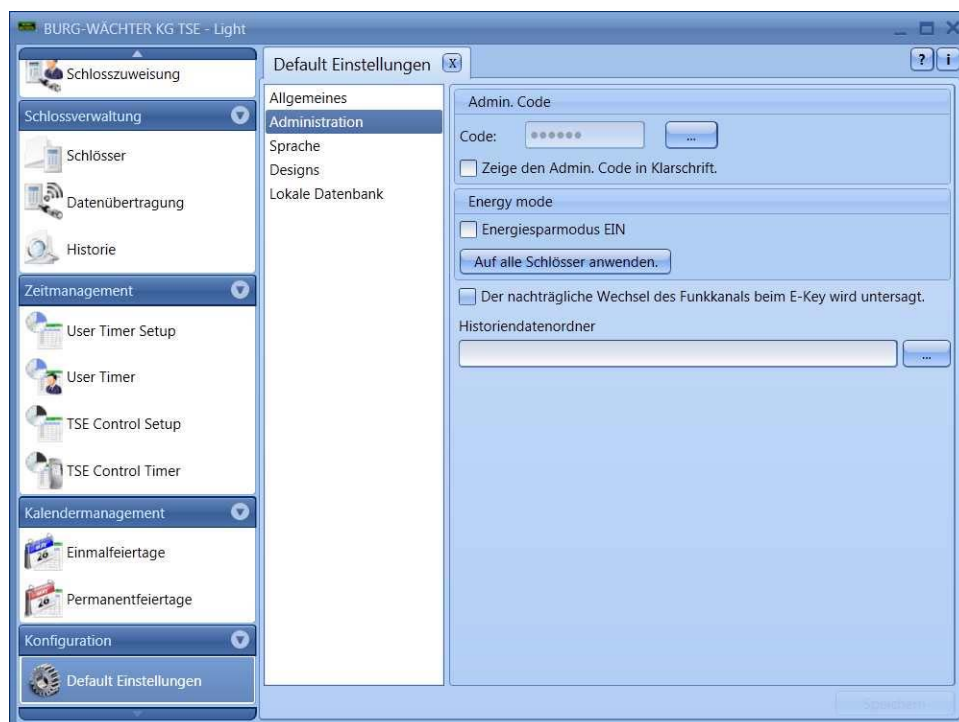 BURG-WÄCHTER KG TSE - Light
Schlosszuweisung
Schlossverwaltung
Schlösser
Datenübertragung
Historie
Zeitmanagement
User Timer Setup
User Timer
TSE Control Setup
TSE Control Timer
Kalendermanagement
Einmalfeiertage
Permanentfeiertage
Konfiguration
Default Einstellungen
Default Einstellungen X
? i
Allgemeines
Administration
Sprache
Designs
Lokale Datenbank
Admin. Code
Code: ●●●●●● ...
Zeige den Admin. Code in Klarschrift.
Energy mode
Energiesparmodus EIN
Auf alle Schlösser anwenden.
Der nachträgliche Wechsel des Funkkanals beim E-Key wird untersagt.
Historiendatenordner
...
Speichern